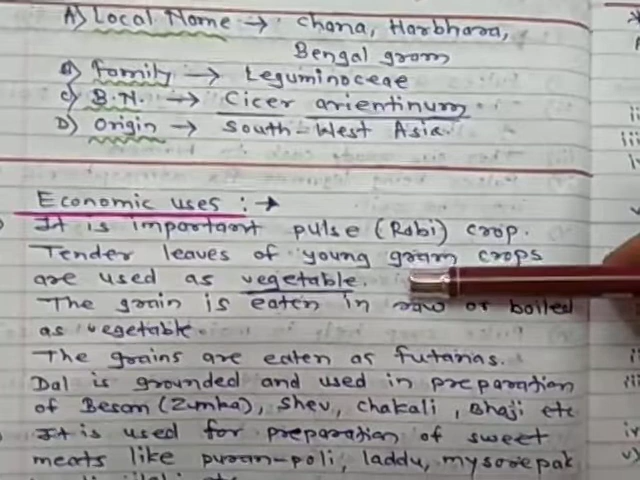 A) Local Name → Chana, Harbhara,
Bengal gram
B) family → Leguminoceae
C) B.N. → Cicer arientinum
D) Origin → South-West Asia.
Economic uses :→
It is important pulse (Rabi) crop.
Tender leaves of young gram crops
are used as vegetable.
The grain is eaten in raw or boiled
as vegetable.
The grains are eaten as futanas.
Dal is grounded and used in preparation
of Besan (Zunka), Shev, Chakali, Bhaji etc
It is used for preparation of sweet
meats like puran-poli, laddu, mysorepak